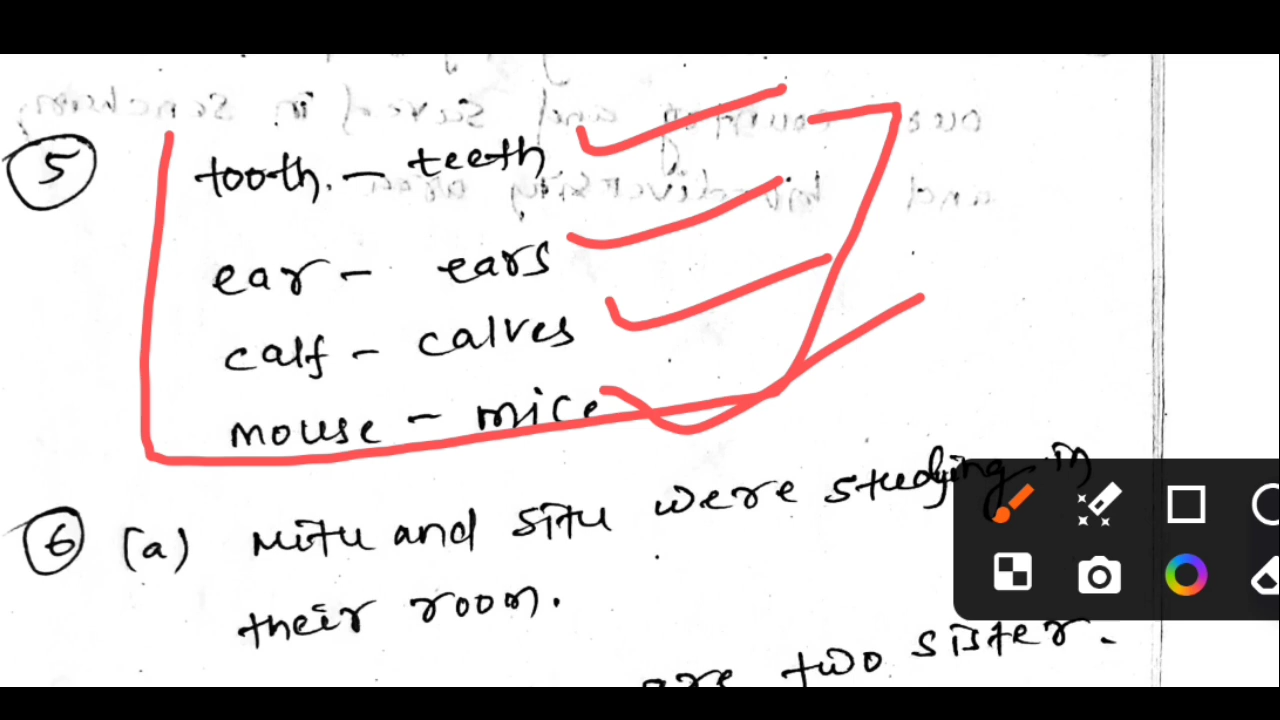 5 tooth. - teeth
ear - ears
calf - calves
mouse - mice
6 (a) Mitu and situ were studying in
their room.
are two sister.